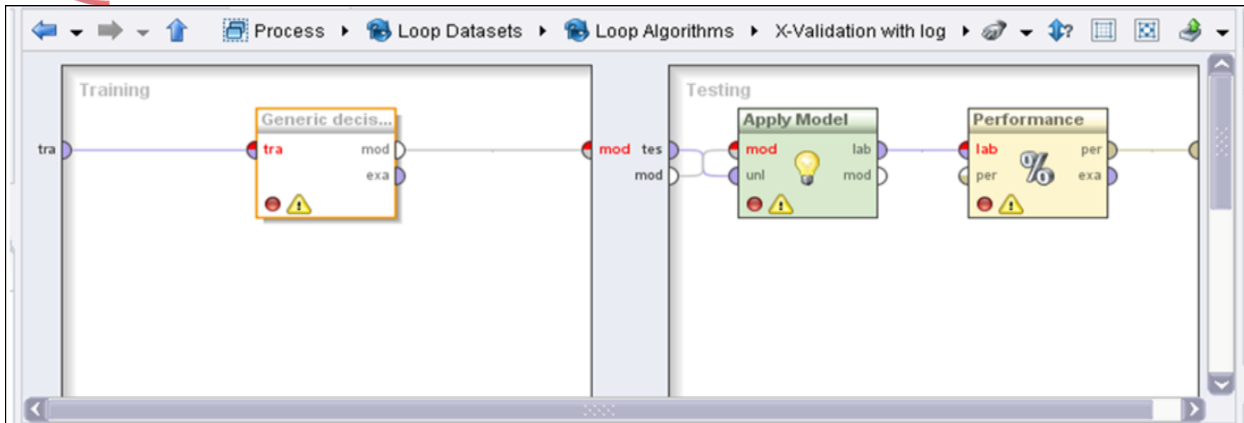 Process Loop Datasets Loop Algorithms X-Validation with log
Training
Generic decis...
tra
tra mod
exa
mod
Testing
tes
mod
Apply Model
mod lab
unl mod
Performance
lab per
per exa